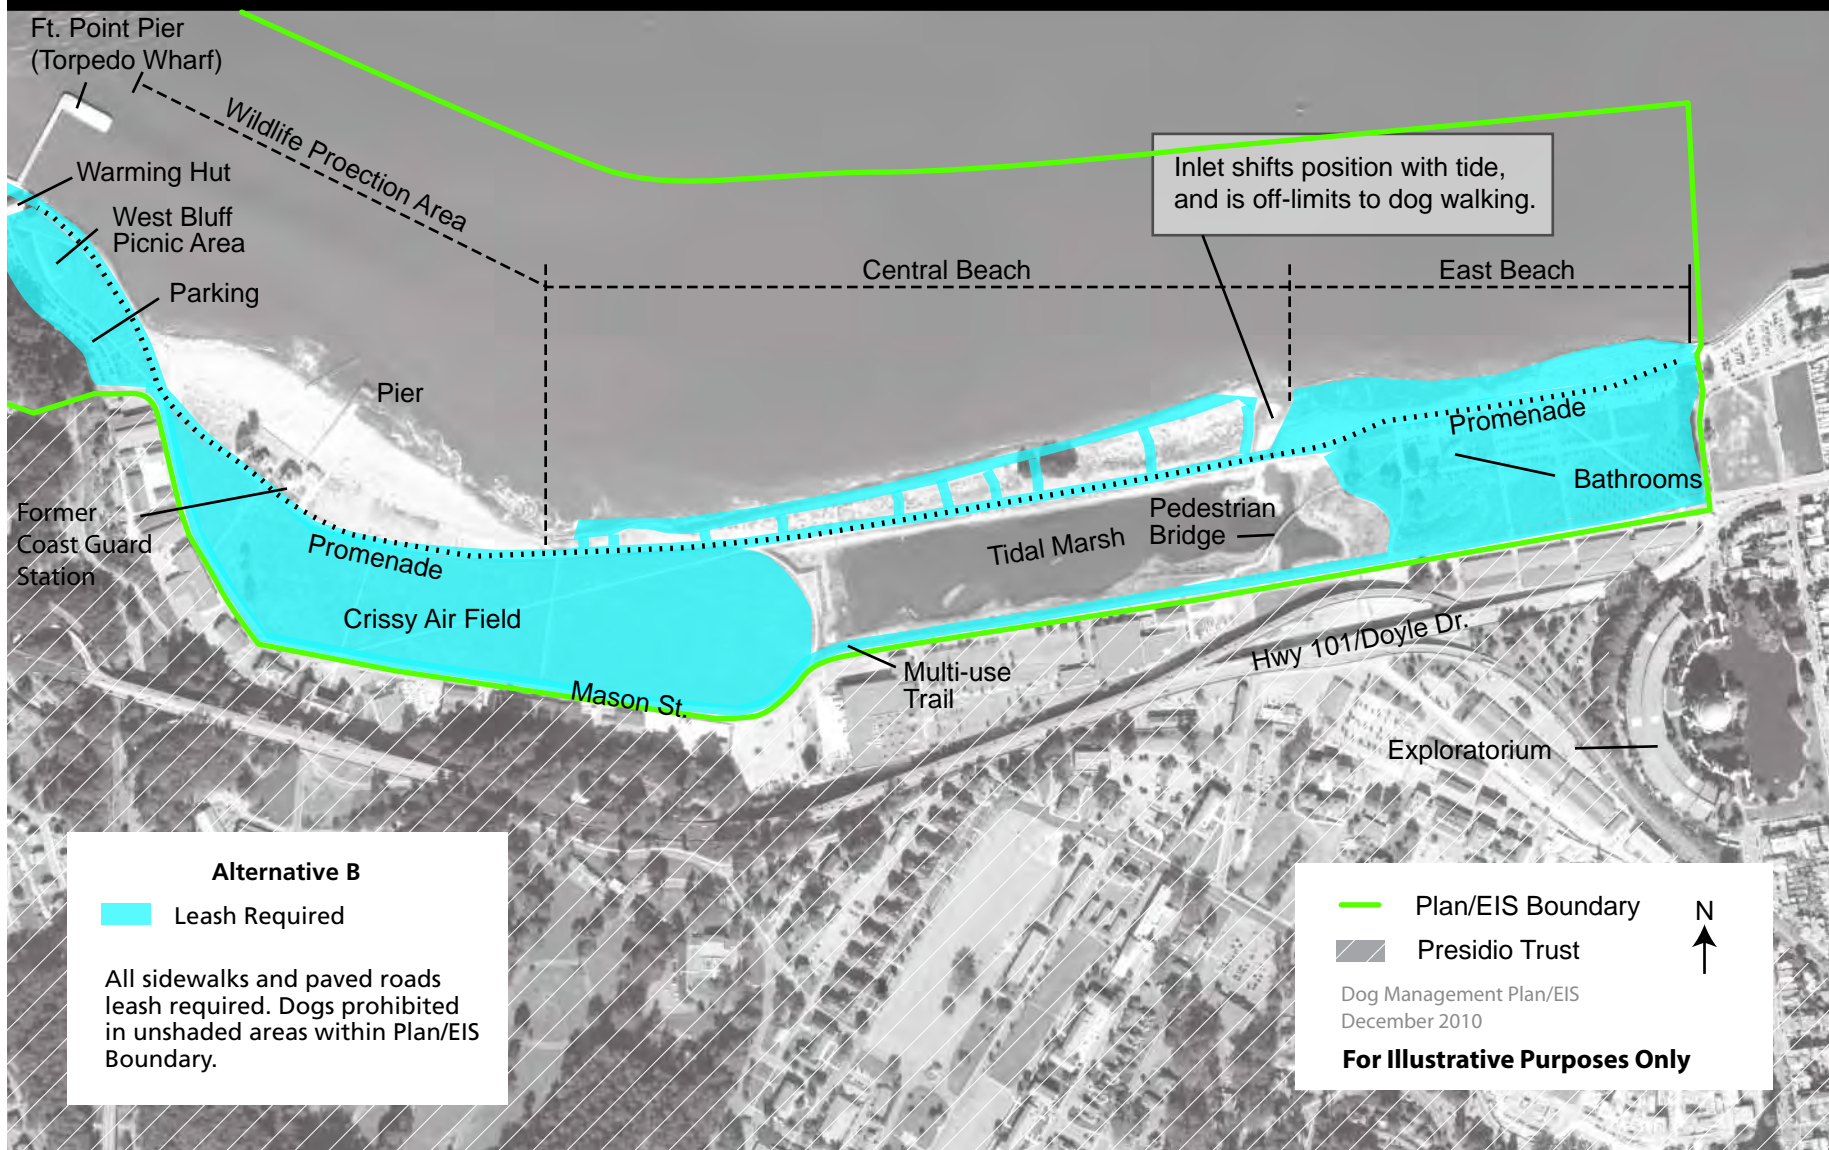 Ft. Point Pier
(Torpedo Wharf)
Wildlife Proection Area
Warming Hut
West Bluff
Picnic Area
Parking
Pier
Inlet shifts position with tide,
and is off-limits to dog walking.
Central Beach
East Beach
Promenade
Bathrooms
Pedestrian
Bridge
Tidal Marsh
Former
Coast Guard
Station
Promenade
Crissy Air Field
Mason St.
Multi-use
Trail
Hwy 101/Doyle Dr.
Exploratorium
Alternative B
Leash Required
All sidewalks and paved roads
leash required. Dogs prohibited
in unshaded areas within Plan/EIS
Boundary.
Plan/EIS Boundary
Presidio Trust
N
Dog Management Plan/EIS
December 2010
For Illustrative Purposes Only